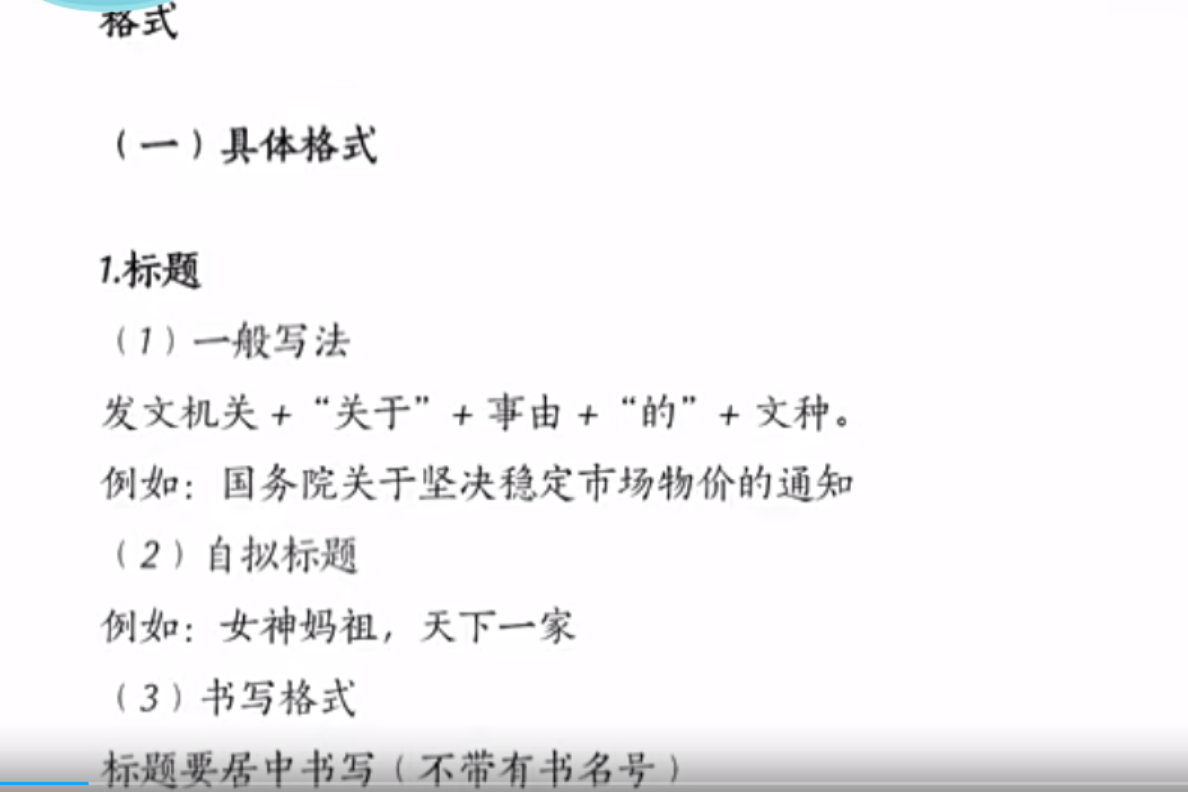 格式
（一）具体格式
1.标题
（1）一般写法
发文机关 + “关于” + 事由 + “的” + 文种。
例如：国务院关于坚决稳定市场物价的通知
（2）自拟标题
例如：女神妈祖，天下一家
（3）书写格式
标题要居中书写（不带有书名号）